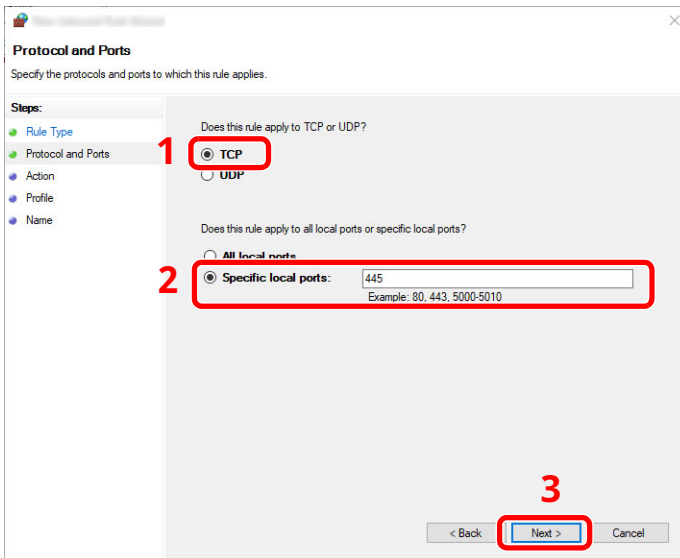 Protocol and Ports
Specify the protocols and ports to which this rule applies.
Steps:
Rule Type
Protocol and Ports
Action
Profile
Name
Does this rule apply to TCP or UDP?
1
TCP
UDP
Does this rule apply to all local ports or specific local ports?
All local ports
2
Specific local ports:
445
Example: 80, 443, 5000-5010
3
< Back
Next >
Cancel